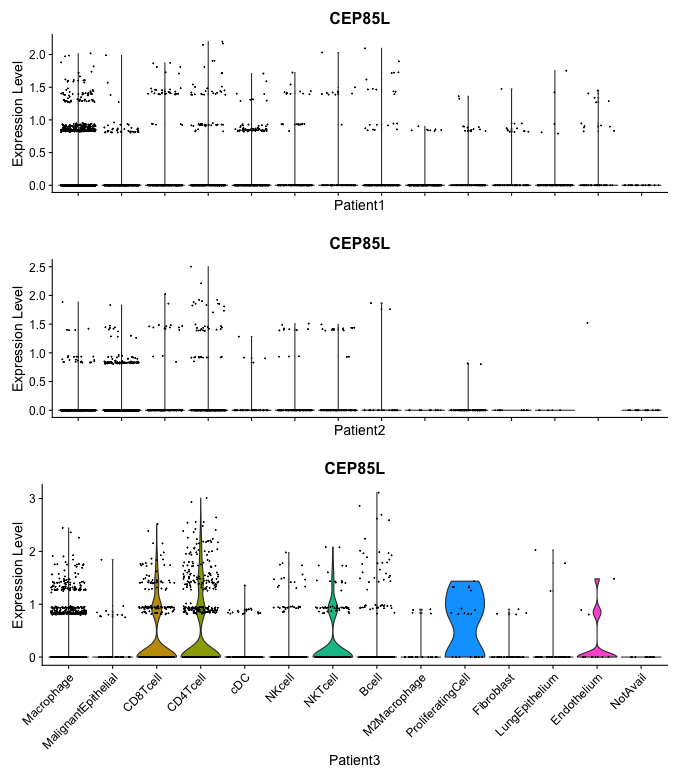 CEP85L
Expression Level
2.0
1.5
1.0
0.5
0.0
Patient1
CEP85L
Expression Level
2.5
2.0
1.5
1.0
0.5
0.0
Patient2
CEP85L
Expression Level
3
2
1
0
Macrophage
MalignantEpithelial
CD8Tcell
CD4Tcell
cDC
NKcell
NKTcell
Bcell
M2Macrophage
ProliferatingCell
Fibroblast
LungEpithelium
Endothelium
NotAvail
Patient3